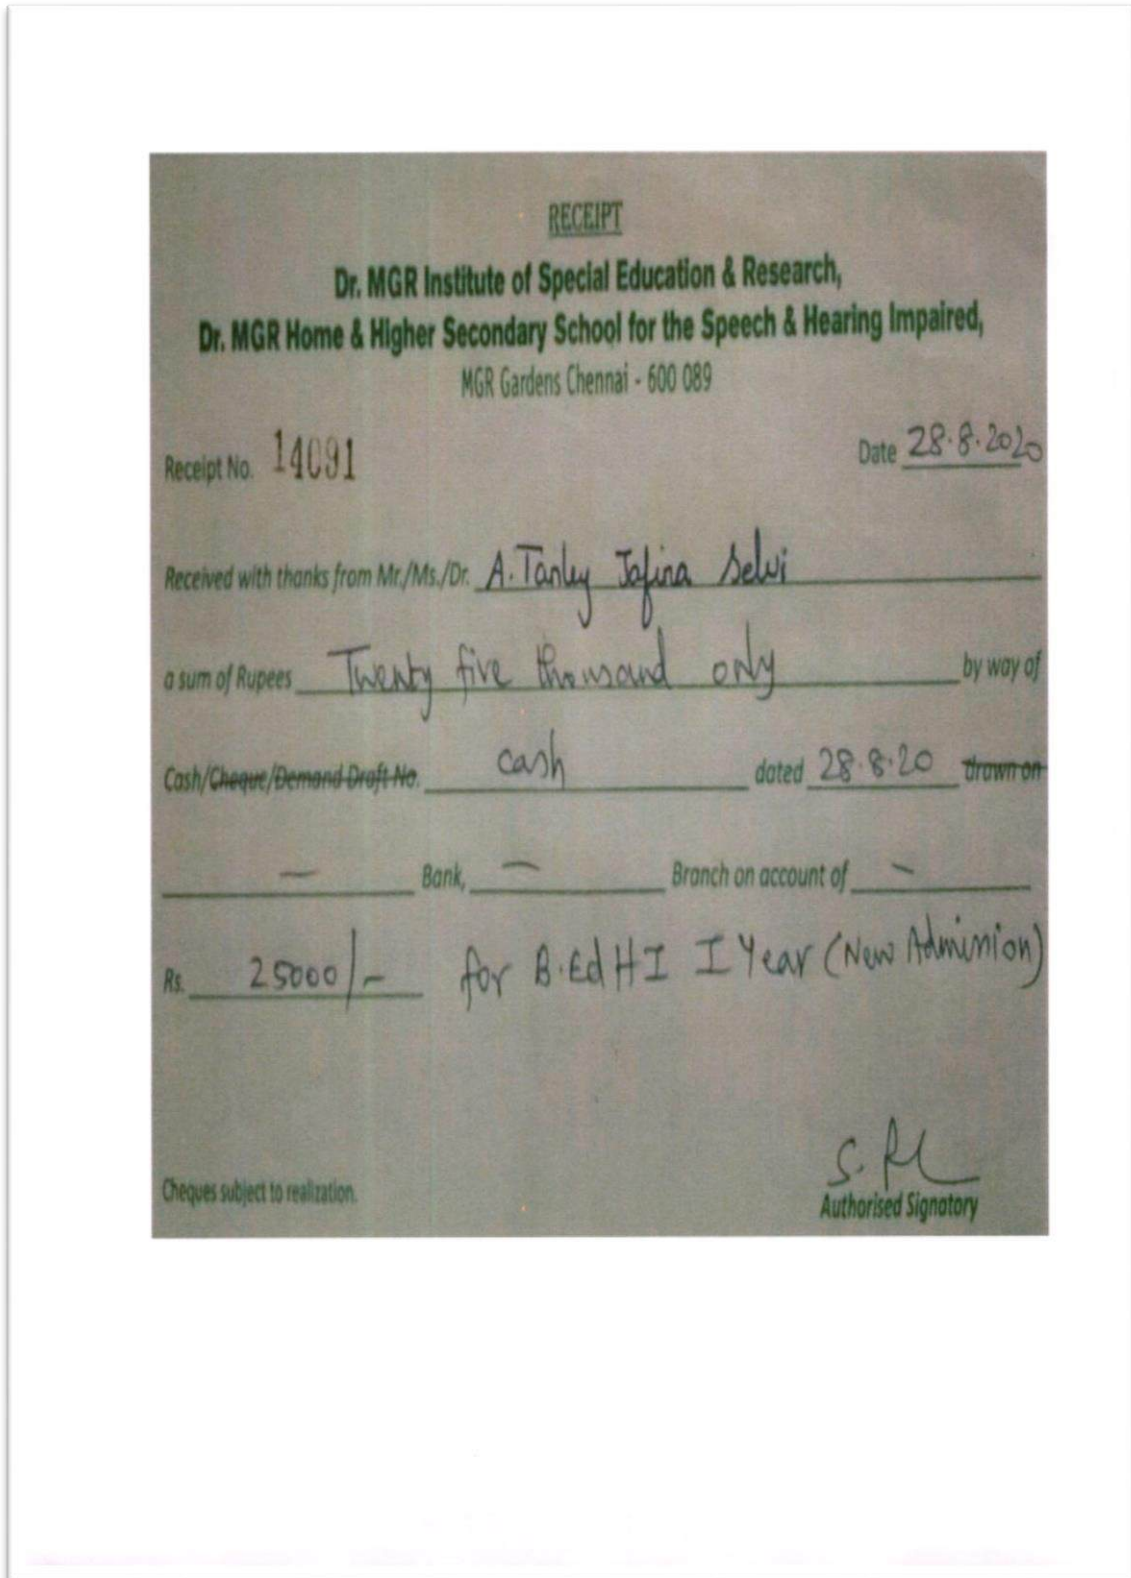 RECEIPT
Dr. MGR Institute of Special Education & Research,
Dr. MGR Home & Higher Secondary School for the Speech & Hearing Impaired,
MGR Gardens Chennai - 600 089
Receipt No. 14091 Date 28.8.2020
Received with thanks from Mr./Ms./Dr. A. Tanley Jafina Selvi
a sum of Rupees Twenty five thousand only by way of
Cash/Cheque/Demand Draft No. cash dated 28.8.20 drawn on
— Bank, — Branch on account of —
Rs. 25000/- for B.Ed HI I Year (New Admission)
Cheques subject to realization.
Authorised Signatory